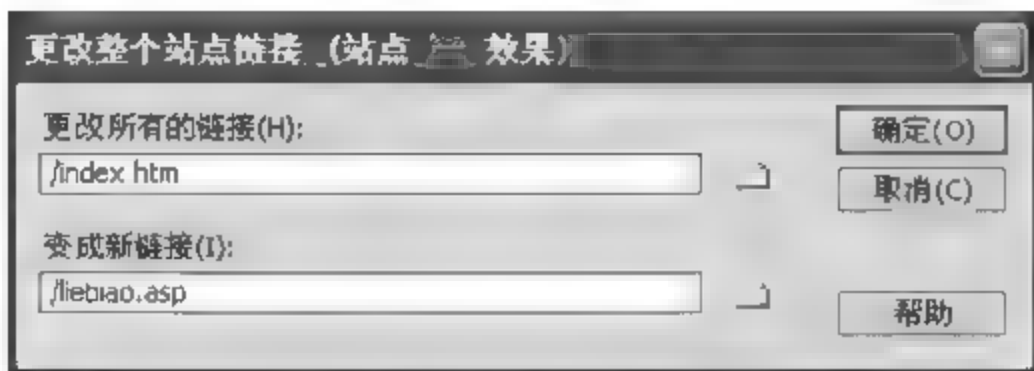 更改整个站点链接 (站点 效果)
更改所有的链接(H):
/index.htm
变成新链接(I):
/liebiao.asp
确定(O)
取消(C)
帮助